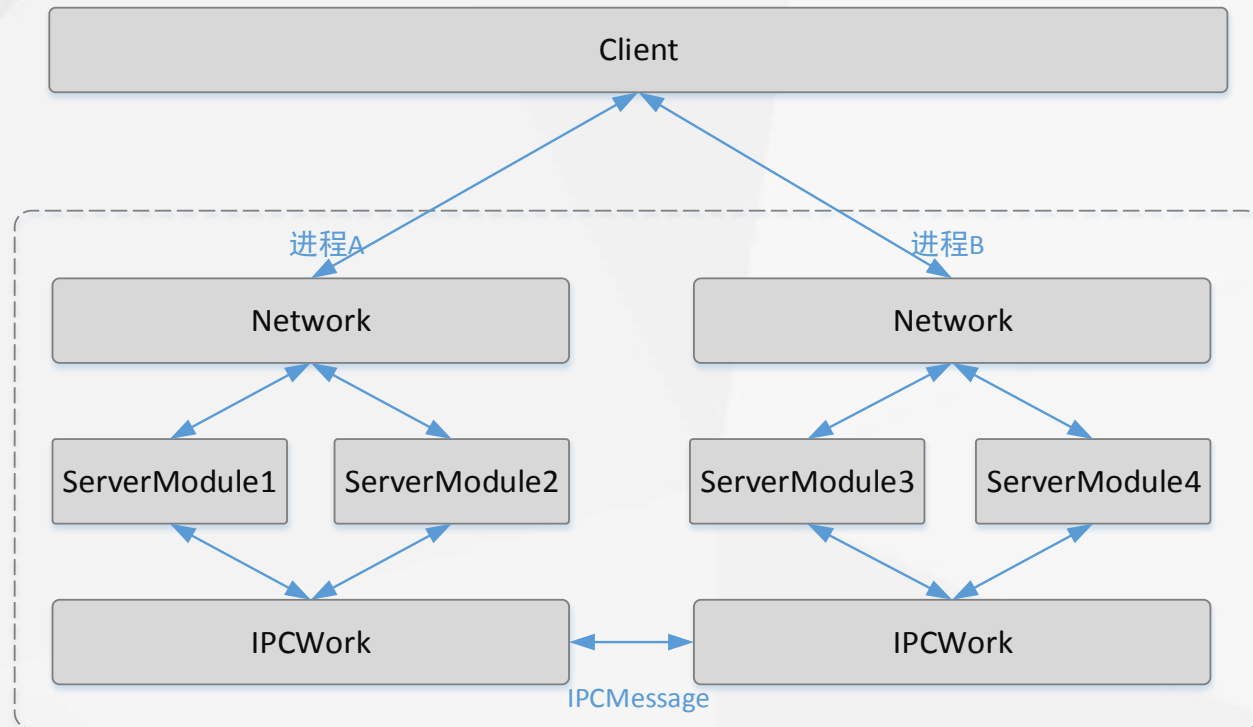 Client
进程A
进程B
Network
Network
ServerModule1
ServerModule2
ServerModule3
ServerModule4
IPCWork
IPCWork
IPCMessage